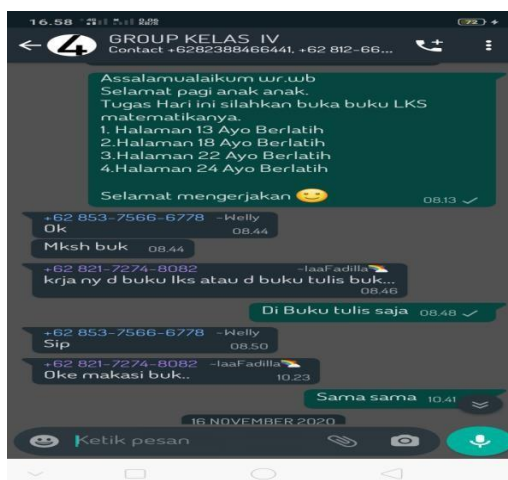 16.58
72
GROUP KELAS IV
Contact +6282388466441, +62 812-66...
Assalamualaikum wr.wb
Selamat pagi anak anak.
Tugas Hari ini silahkan buka buku LKS
matematikanya.
1. Halaman 13 Ayo Berlatih
2.Halaman 18 Ayo Berlatih
3.Halaman 22 Ayo Berlatih
4.Halaman 24 Ayo Berlatih
Selamat mengerjakan 😊
08.13
+62 853-7566-6778 ~Welly
Ok 08.44
Mksh buk 08.44
+62 821-7274-8082 ~IaaFadilla
krja ny d buku lks atau d buku tulis buk...
08.46
Di Buku tulis saja 08.48
+62 853-7566-6778 ~Welly
Sip 08.50
+62 821-7274-8082 ~IaaFadilla
Oke makasi buk.. 10.23
Sama sama 10.41
16 NOVEMBER 2020
Ketik pesan